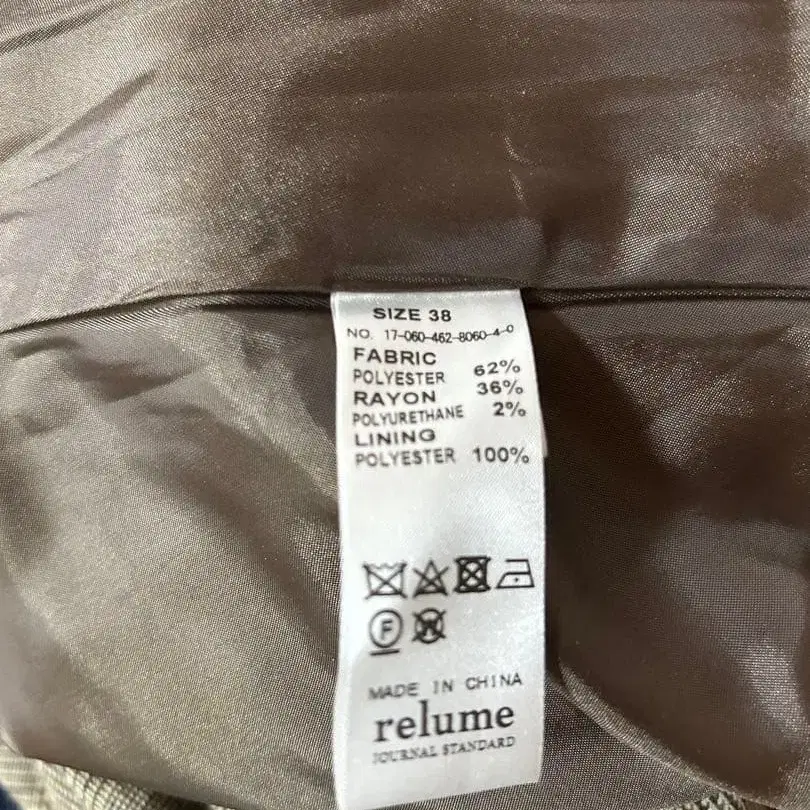 SIZE 38
NO. 17-060-462-8060-4-0
FABRIC
POLYESTER 62%
RAYON 36%
POLYURETHANE 2%
LINING
POLYESTER 100%
F W
MADE IN CHINA
relume
JOURNAL STANDARD